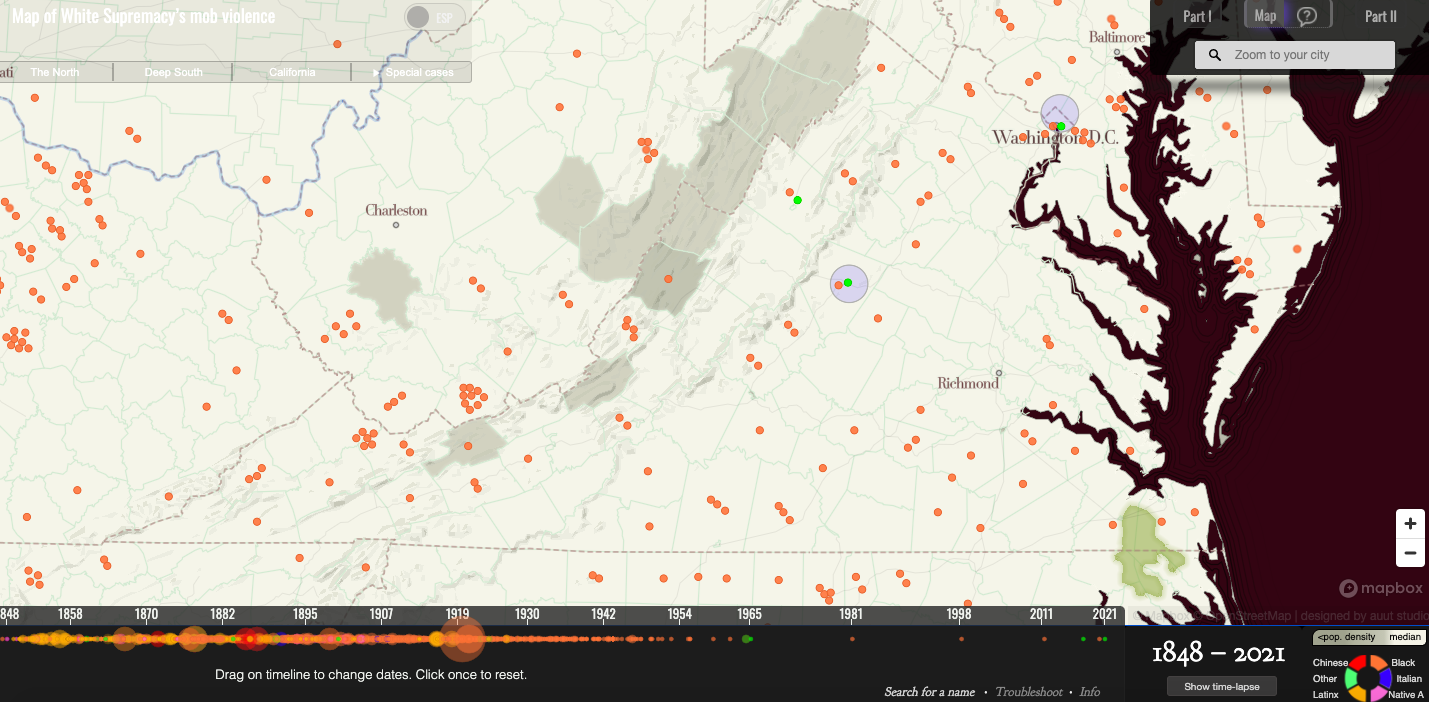 Map of White Supremacy's mob violence
ESP
Part I
Map
?
Part II
Zoom to your city
ati
The North
Deep South
California
Special cases
Baltimore
Washington D.C.
Charleston
Richmond
+
−
mapbox
© Mapbox © OpenStreetMap | designed by auut studio
848 1858 1870 1882 1895 1907 1919 1930 1942 1954 1965 1981 1998 2011 2021
Drag on timeline to change dates. Click once to reset.
Search for a name • Troubleshoot • Info
1848 – 2021
Show time-lapse
<pop. density median
Chinese Black
Other Italian
Latinx Native A